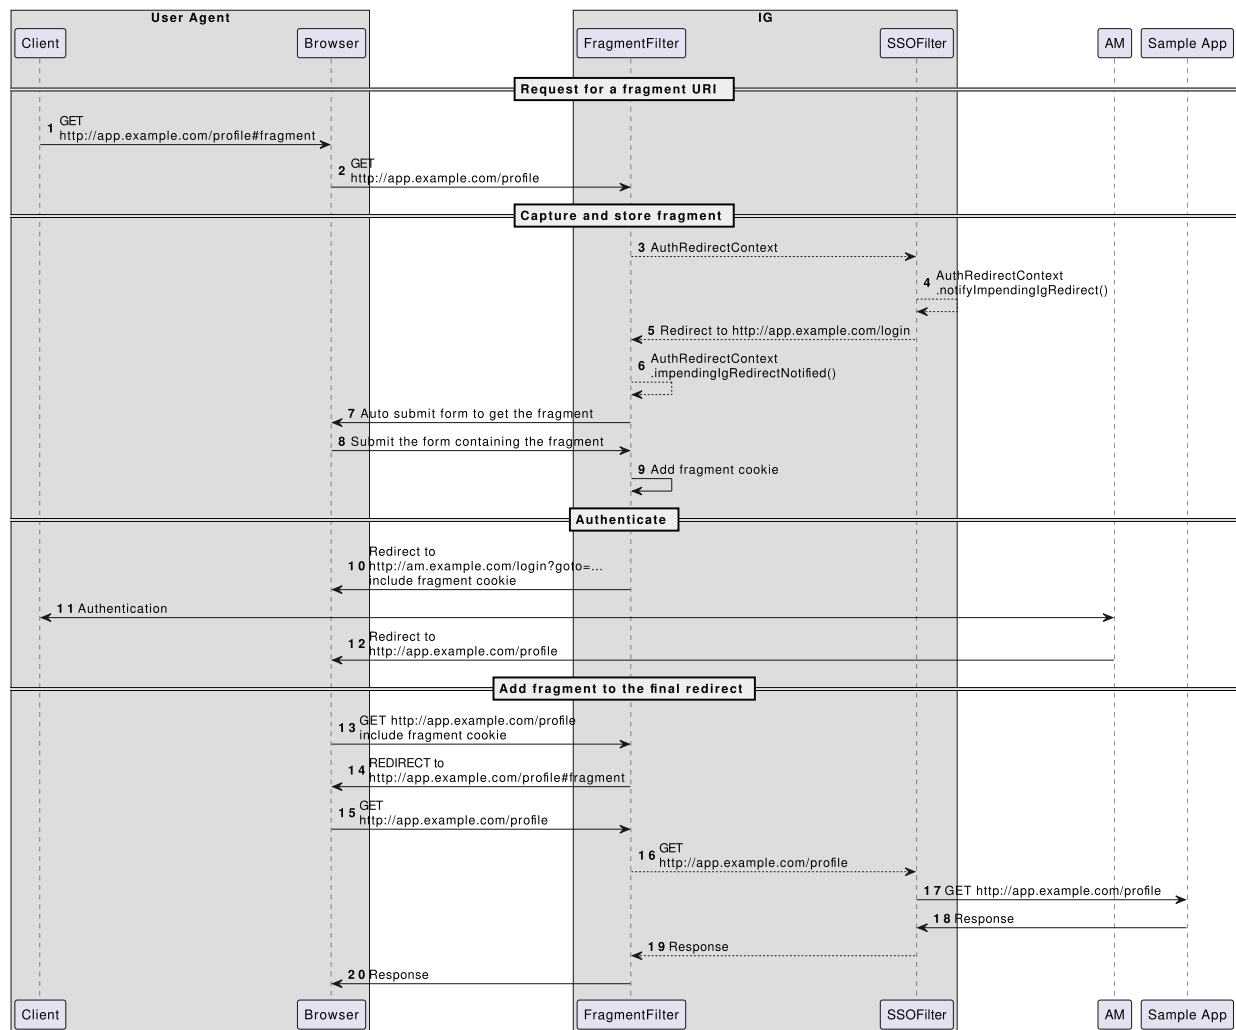 User Agent
IG
Client
Browser
FragmentFilter
SSOFilter
AM
Sample App
Request for a fragment URI
1 GET
http://app.example.com/profile#fragment
2 GET
http://app.example.com/profile
Capture and store fragment
3 AuthRedirectContext
4 AuthRedirectContext
.notifyImpendingIgRedirect()
5 Redirect to http://app.example.com/login
6 AuthRedirectContext
.impendingIgRedirectNotified()
7 Auto submit form to get the fragment
8 Submit the form containing the fragment
9 Add fragment cookie
Authenticate
10 Redirect to
http://am.example.com/login?goto=...
include fragment cookie
11 Authentication
12 Redirect to
http://app.example.com/profile
Add fragment to the final redirect
13 GET http://app.example.com/profile
include fragment cookie
14 REDIRECT to
http://app.example.com/profile#fragment
15 GET
http://app.example.com/profile
16 GET
http://app.example.com/profile
17 GET http://app.example.com/profile
18 Response
19 Response
20 Response
Client
Browser
FragmentFilter
SSOFilter
AM
Sample App